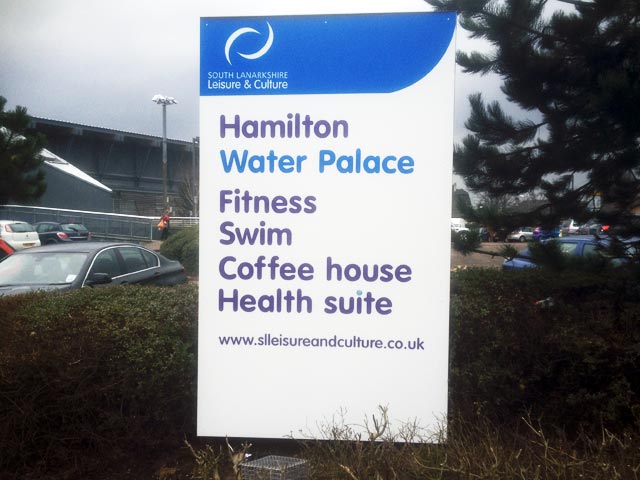 SOUTH LANARKSHIRE
Leisure & Culture
Hamilton
Water Palace
Fitness
Swim
Coffee house
Health suite
www.slleisureandculture.co.uk